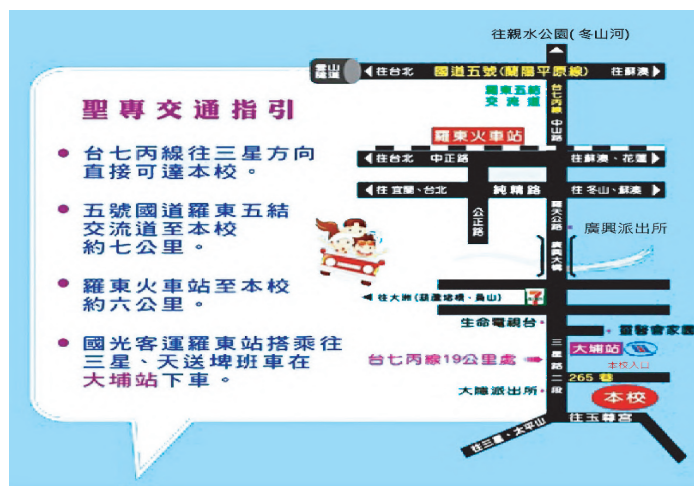 聖專交通指引
台七丙線往三星方向
直接可達本校。
五號國道羅東五結
交流道至本校
約七公里。
羅東火車站至本校
約六公里。
國光客運羅東站搭乘往
三星、天送埤班車在
大埔站下車。
往親水公園(冬山河)
雪山
隧道
往台北 國道五號(蘭陽平原線) 往蘇澳
羅東五結
交流道
台七丙線
中山路
羅東火車站
往台北 中正路 往蘇澳、花蓮
往宜蘭、台北 純精路 往冬山、蘇澳
公正路
羅天公路
廣興派出所
廣興大橋
往大洲(葫蘆堵橋、員山)
7
生命電視台
靈醫會家園
三星路二段
大埔站
本校入口
台七丙線19公里處
265 巷
大隱派出所
本校
往玉尊宮
往三星、太平山